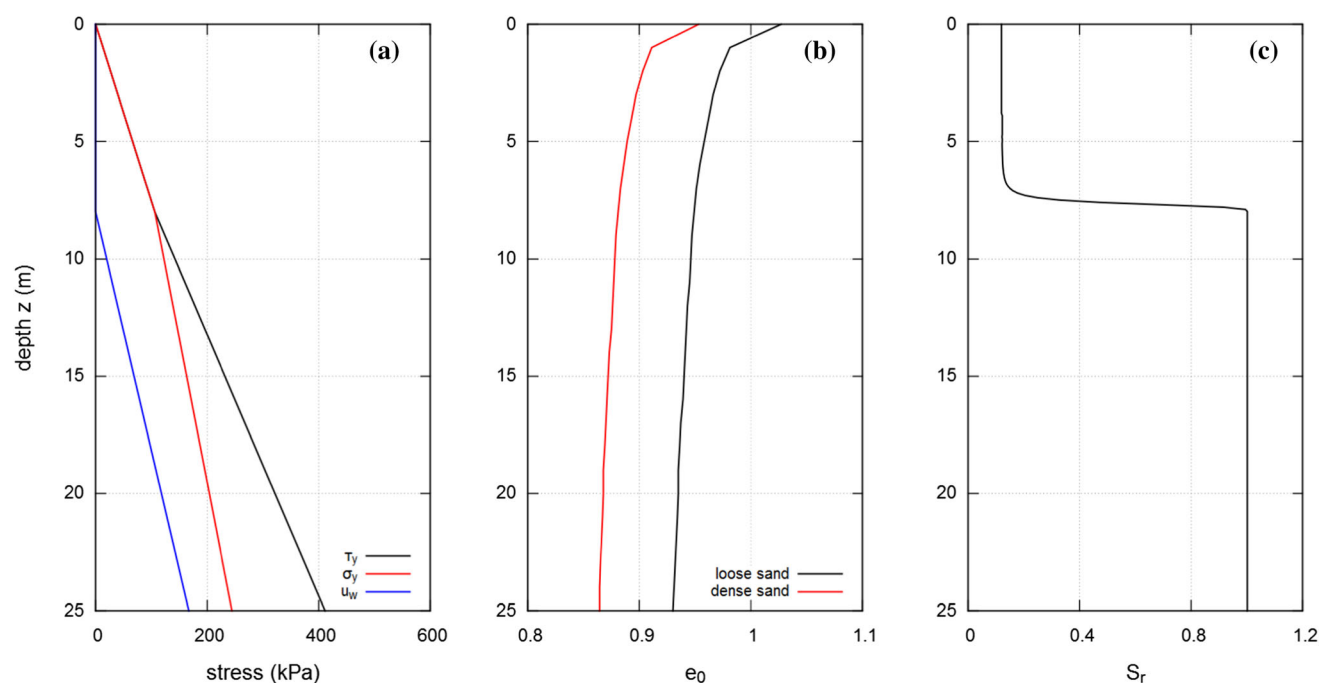 (a)
0
5
10
15
20
25
depth z (m)
0 200 400 600
stress (kPa)
τy
σy
uw
(b)
0
5
10
15
20
25
0.8 0.9 1 1.1
e0
loose sand
dense sand
(c)
0
5
10
15
20
25
0 0.4 0.8 1.2
Sr